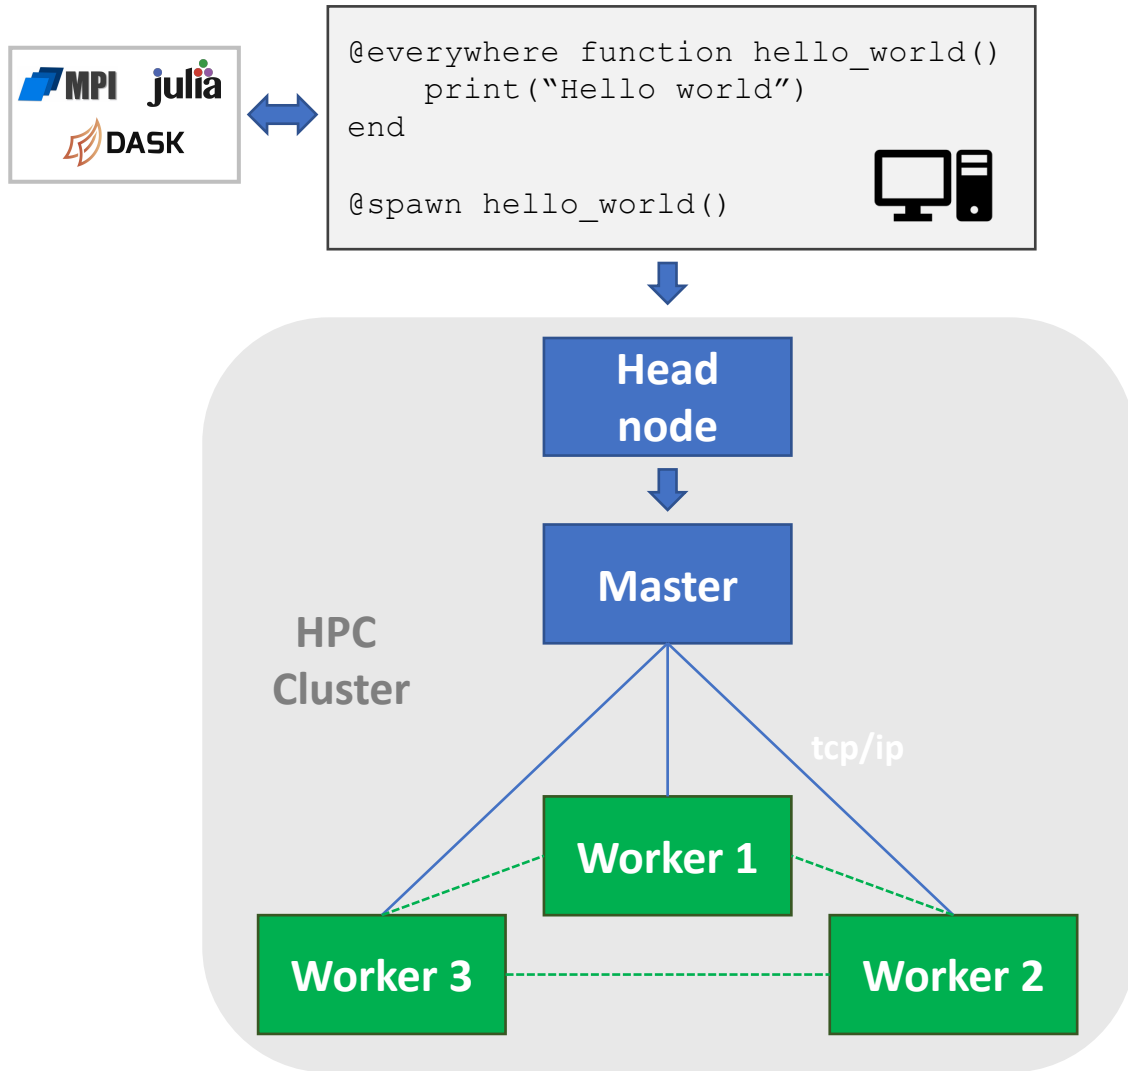 MPI julia
DASK
@everywhere function hello_world()
    print(“Hello world”)
end
@spawn hello_world()
Head
node
Master
HPC
Cluster
tcp/ip
Worker 1
Worker 3
Worker 2